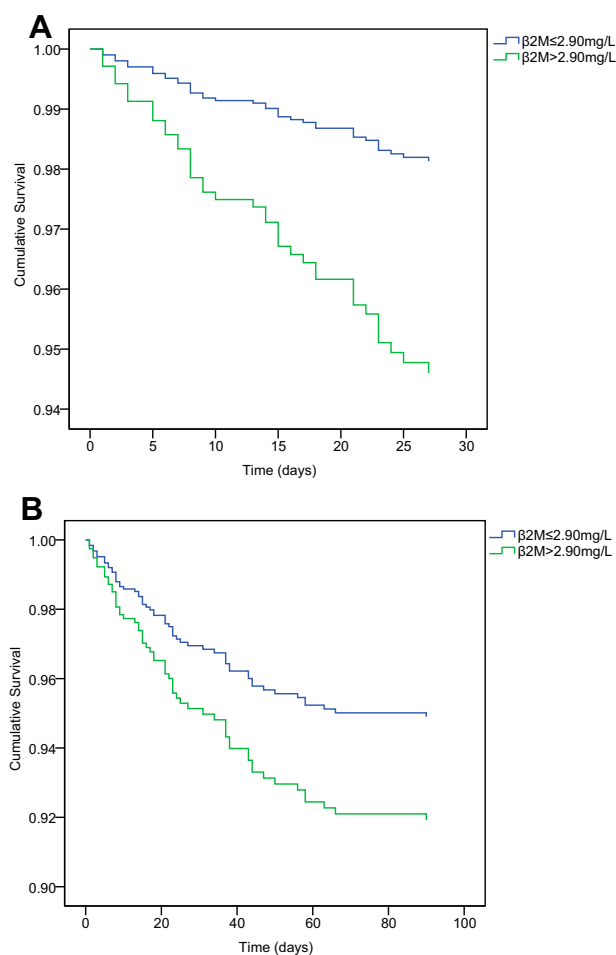 A
β2M≤2.90mg/L
β2M>2.90mg/L
1.00
0.99
0.98
0.97
0.96
0.95
0.94
Cumulative Survival
0 5 10 15 20 25 30
Time (days)
B
β2M≤2.90mg/L
β2M>2.90mg/L
1.00
0.98
0.96
0.94
0.92
0.90
Cumulative Survival
0 20 40 60 80 100
Time (days)